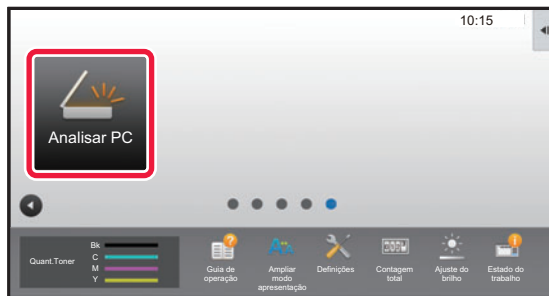 10:15
Analisar PC
Quant.Toner
Bk
C
M
Y
Guia de
operação
Ampliar
modo
apresentação
Definições
Contagem
total
Ajuste do
brilho
Estado do
trabalho